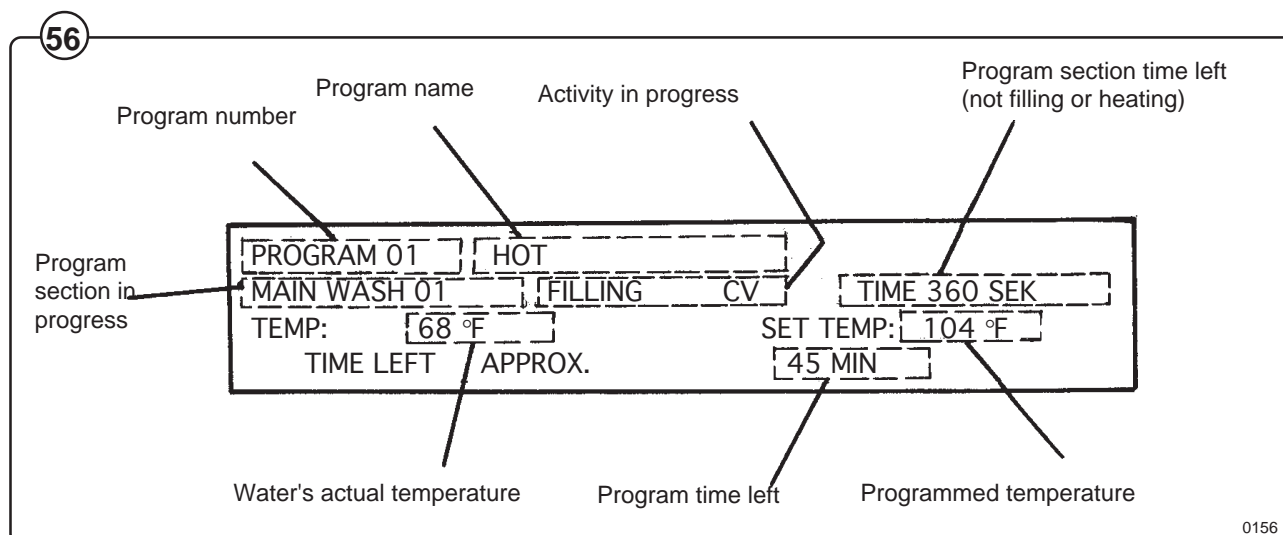 56
Program number
Program name
Activity in progress
Program section time left
(not filling or heating)
Program
section in
progress
PROGRAM 01 HOT
MAIN WASH 01 FILLING CV TIME 360 SEK
TEMP: 68 °F SET TEMP: 104 °F
TIME LEFT APPROX. 45 MIN
Water's actual temperature
Program time left
Programmed temperature
0156